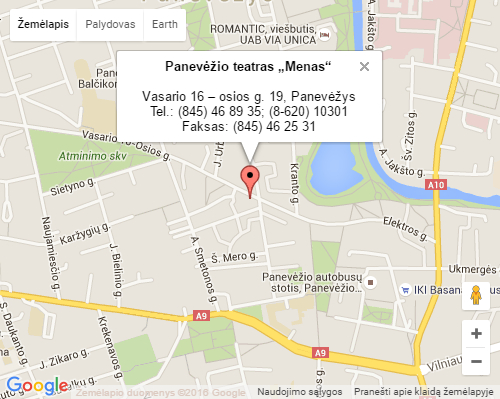 Žemėlapis
Palydovas
Earth
ROMANTIC, viešbutis,
UAB VIA UNICA
A. Jakšto g.
Panevėžio teatras „Menas“
Vasario 16 – osios g. 19, Panevėžys
Tel.: (845) 46 89 35; (8-620) 10301
Faksas: (845) 46 25 31
Balčikon
Vasario 16-Osios g.
Atminimo skv
J. Urb
Kranto g.
A. Jakšto g.
Šv. Zitos g.
A10
Sietyno g.
Naujamiesčio g.
Karžygių g.
J. Bielinio g.
A. Smetonos g.
Š. Mero g.
Elektros g.
Panevėžio autobusų
stotis, Panevėžio...
Ukmergės
IKI Basana
A9
A9
S. Daukanto g.
J. Zikaro g.
Krekenavos g.
Vilniau
Google
Žemėlapio duomenys ©2016 Google
Naudojimo sąlygos
Pranešti apie klaidą žemėlapyje